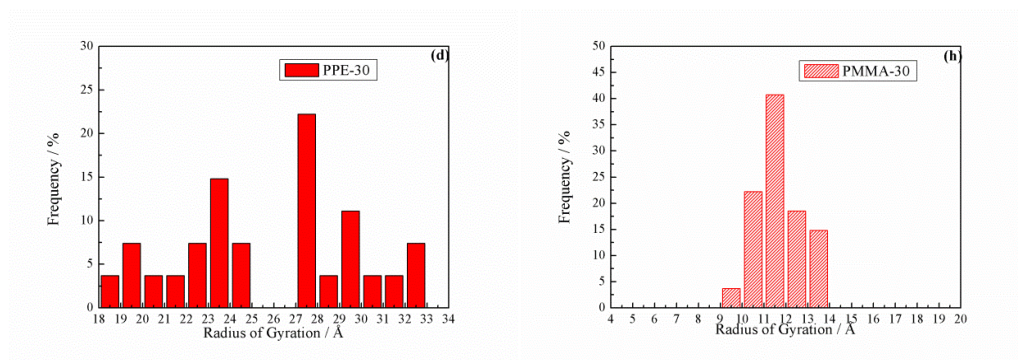 (d)
PPE-30
30
25
20
15
10
5
0
Frequency / %
18 19 20 21 22 23 24 25 26 27 28 29 30 31 32 33 34
Radius of Gyration / Å
(h)
PMMA-30
50
45
40
35
30
25
20
15
10
5
0
Frequency / %
4 5 6 7 8 9 10 11 12 13 14 15 16 17 18 19 20
Radius of Gyration / Å